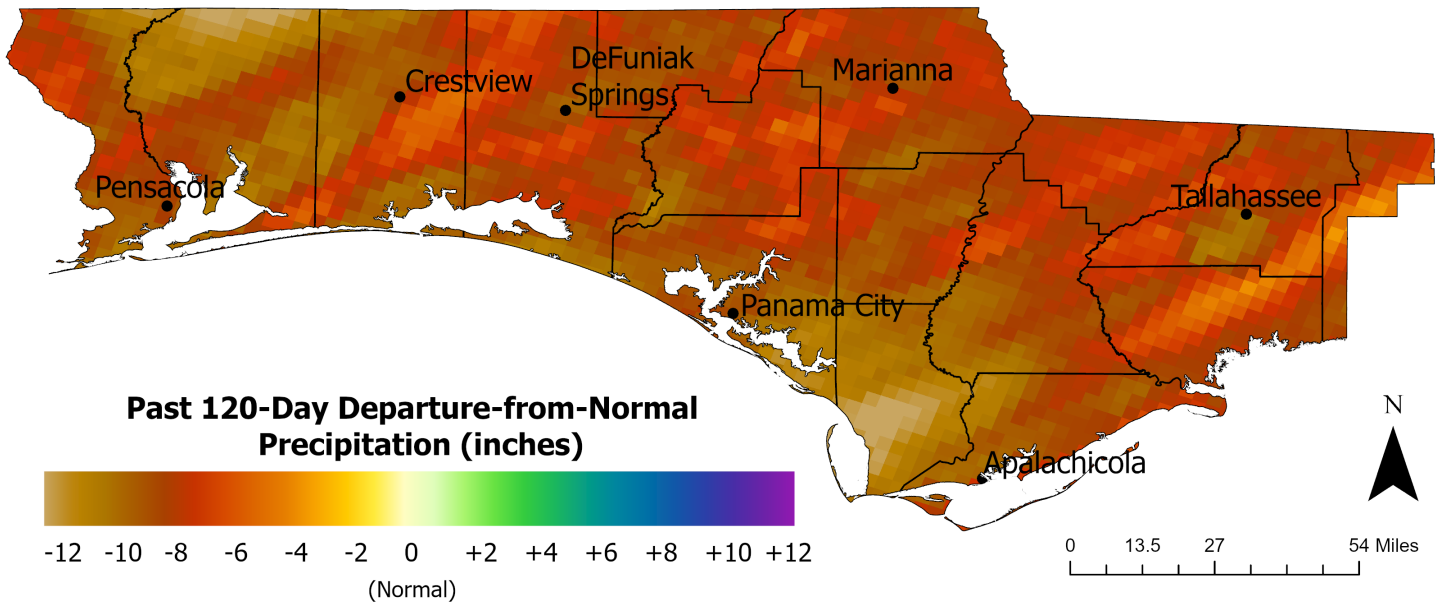 DeFuniak
Springs
Crestview
Marianna
Pensacola
Tallahassee
Panama City
Apalachicola
Past 120-Day Departure-from-Normal
Precipitation (inches)
-12 -10 -8 -6 -4 -2 0 +2 +4 +6 +8 +10 +12
(Normal)
N
0 13.5 27 54 Miles